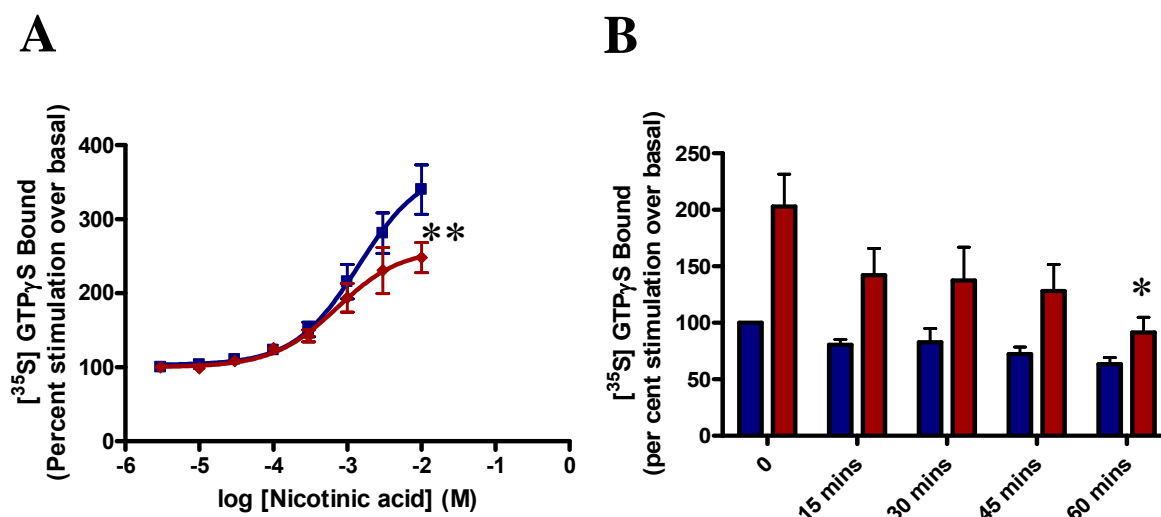 A
[³⁵S] GTPγS Bound
(Percent stimulation over basal)
400
300
200
100
0
**
-6 -5 -4 -3 -2 -1 0
log [Nicotinic acid] (M)
B
[³⁵S] GTPγS Bound
(per cent stimulation over basal)
250
200
150
100
50
0
*
0 15 mins 30 mins 45 mins 60 mins